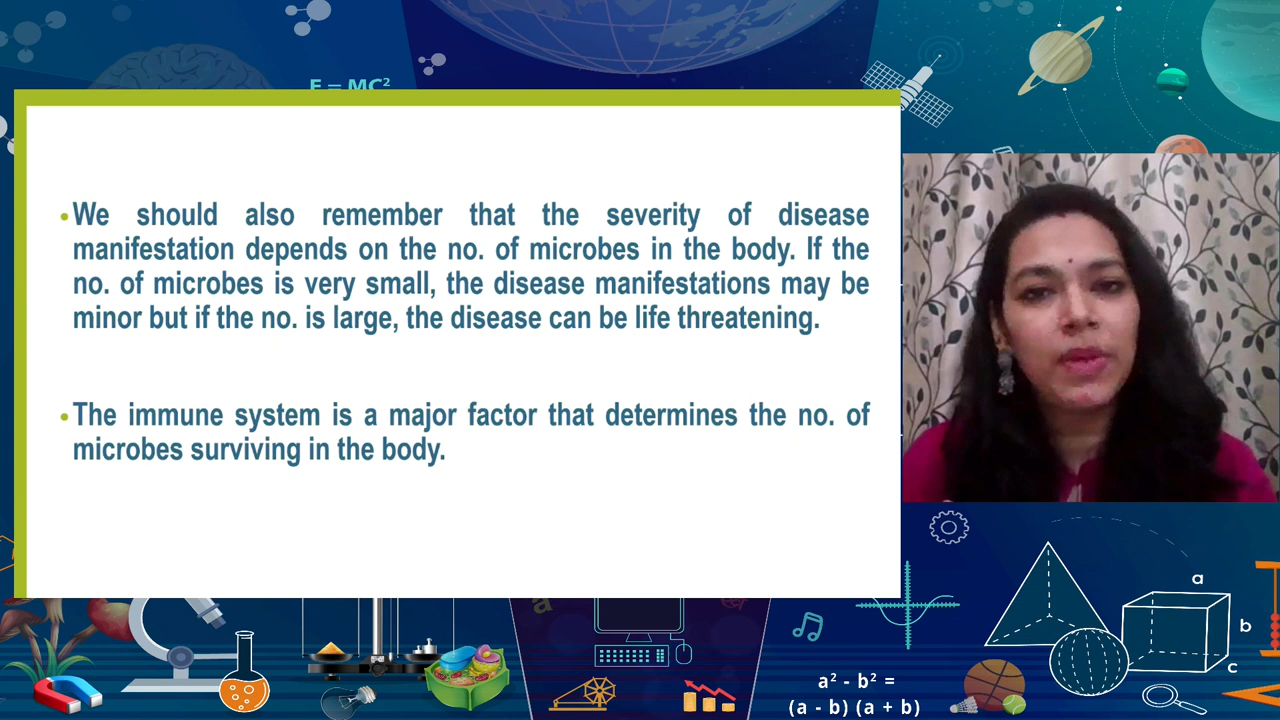 E = MC²
•We should also remember that the severity of disease
manifestation depends on the no. of microbes in the body. If the
no. of microbes is very small, the disease manifestations may be
minor but if the no. is large, the disease can be life threatening.
•The immune system is a major factor that determines the no. of
microbes surviving in the body.
a
a
b
c
a² - b² =
(a - b) (a + b)